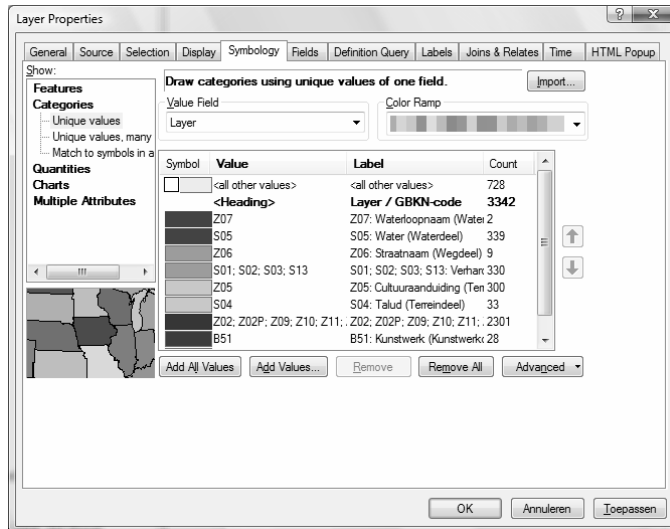 Layer Properties
General Source Selection Display Symbology Fields Definition Query Labels Joins & Relates Time HTML Popup
Show:
Features
Categories
Unique values
Unique values, many
Match to symbols in a
Quantities
Charts
Multiple Attributes
Draw categories using unique values of one field.
Import...
Value Field
Layer
Color Ramp
Symbol Value Label Count
<all other values> <all other values> 728
<Heading> Layer / GBKN-code 3342
Z07 Z07: Waterloopnaam (Water 2
S05 S05: Water (Waterdeel) 339
Z06 Z06: Straatnaam (Wegdeel) 9
S01; S02; S03; S13 S01; S02; S03; S13: Verhar 330
Z05 Z05: Cultuuraanduiding (Ter 300
S04 S04: Talud (Terreindeel) 33
Z02; Z02P; Z09; Z10; Z11; . Z02; Z02P; Z09; Z10; Z11; . 2301
B51 B51: Kunstwerk (Kunstwerk 28
Add All Values Add Values... Remove Remove All Advanced
OK Annuleren Toepassen